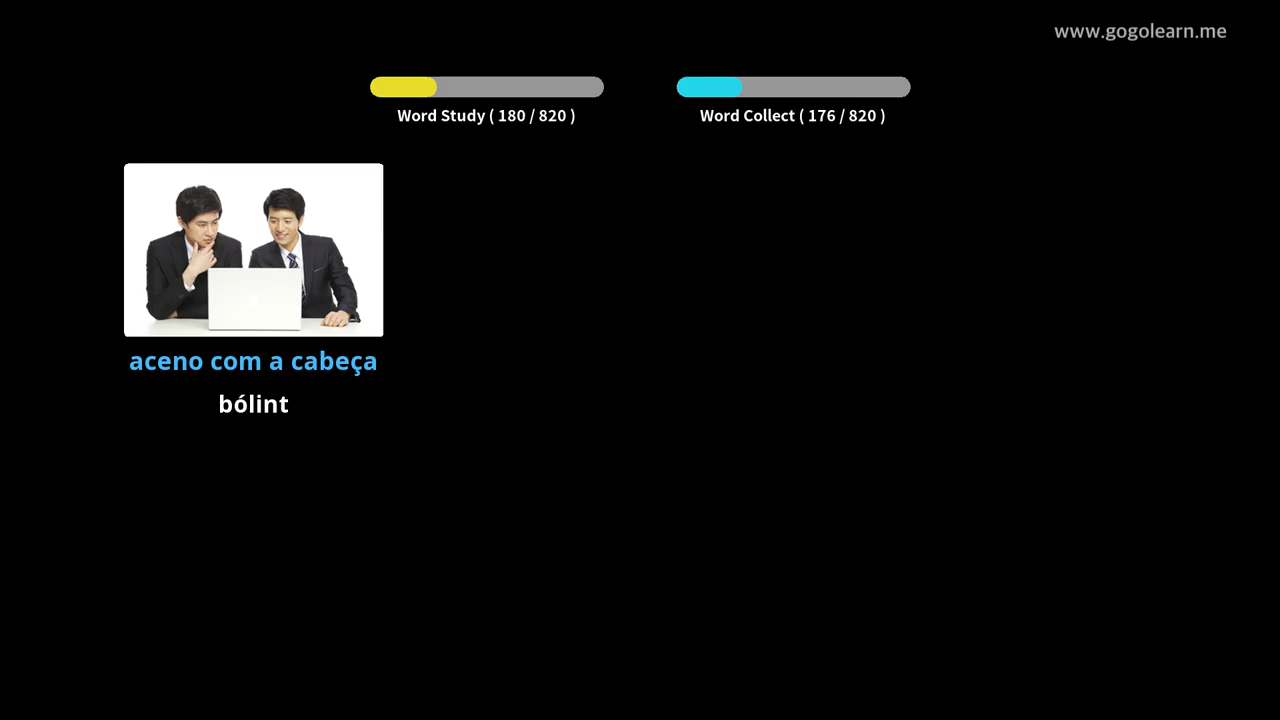 www.gogolearn.me
Word Study ( 180 / 820 )
Word Collect ( 176 / 820 )
aceno com a cabeça
bólint